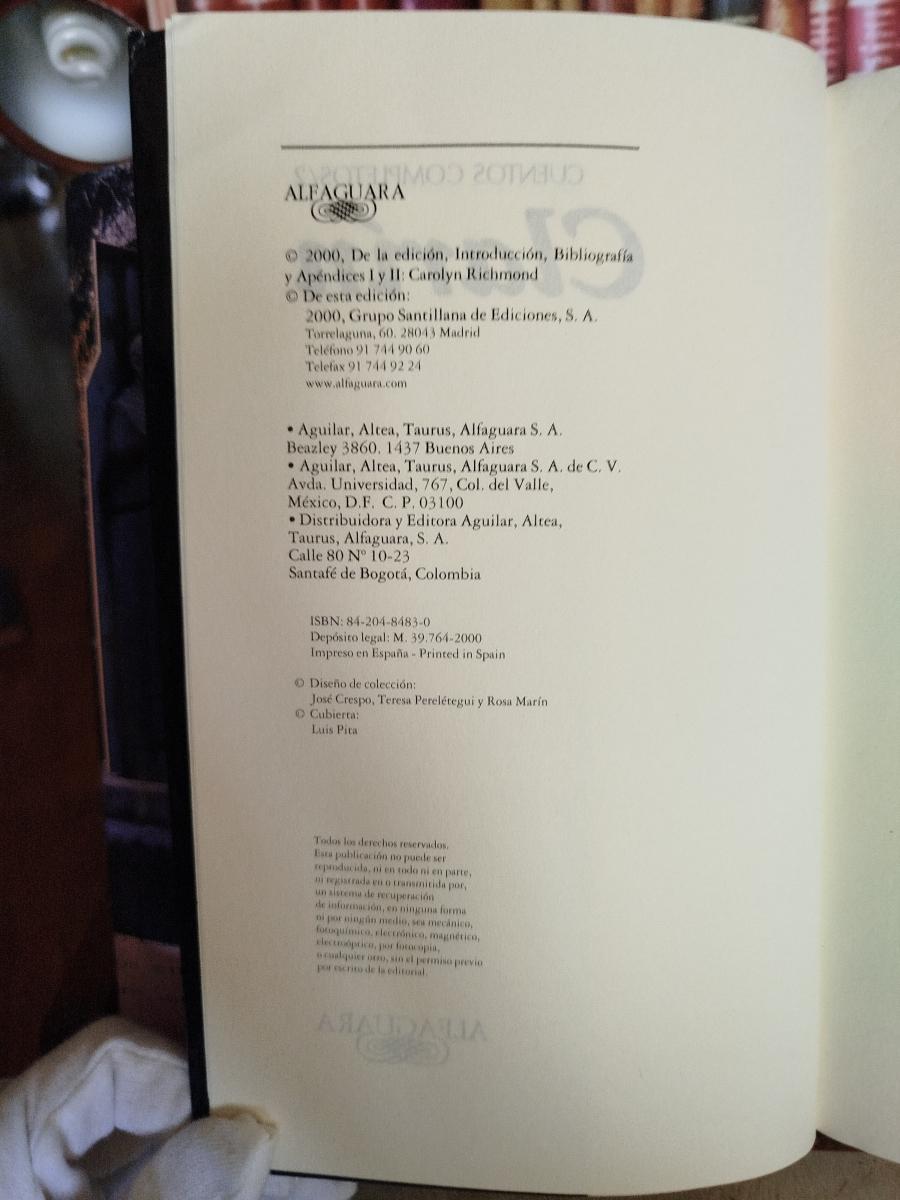 CUENTOS COMPLETOS/2
Clarín
ALFAGUARA
© 2000, De la edición, Introducción, Bibliografía
y Apéndices I y II: Carolyn Richmond
© De esta edición:
2000, Grupo Santillana de Ediciones, S. A.
Torrelaguna, 60. 28043 Madrid
Teléfono 91 744 90 60
Telefax 91 744 92 24
www.alfaguara.com
• Aguilar, Altea, Taurus, Alfaguara S. A.
Beazley 3860. 1437 Buenos Aires
• Aguilar, Altea, Taurus, Alfaguara S. A. de C. V.
Avda. Universidad, 767, Col. del Valle,
México, D.F. C. P. 03100
• Distribuidora y Editora Aguilar, Altea,
Taurus, Alfaguara, S. A.
Calle 80 Nº 10-23
Santafé de Bogotá, Colombia
ISBN: 84-204-8483-0
Depósito legal: M. 39.764-2000
Impreso en España - Printed in Spain
© Diseño de colección:
José Crespo, Teresa Perelétegui y Rosa Marín
© Cubierta:
Luis Pita
Todos los derechos reservados.
Esta publicación no puede ser
reproducida, ni en todo ni en parte,
ni registrada en o transmitida por,
un sistema de recuperación
de información, en ninguna forma
ni por ningún medio, sea mecánico,
fotoquímico, electrónico, magnético,
electroóptico, por fotocopia,
o cualquier otro, sin el permiso previo
por escrito de la editorial.
ALFAGUARA